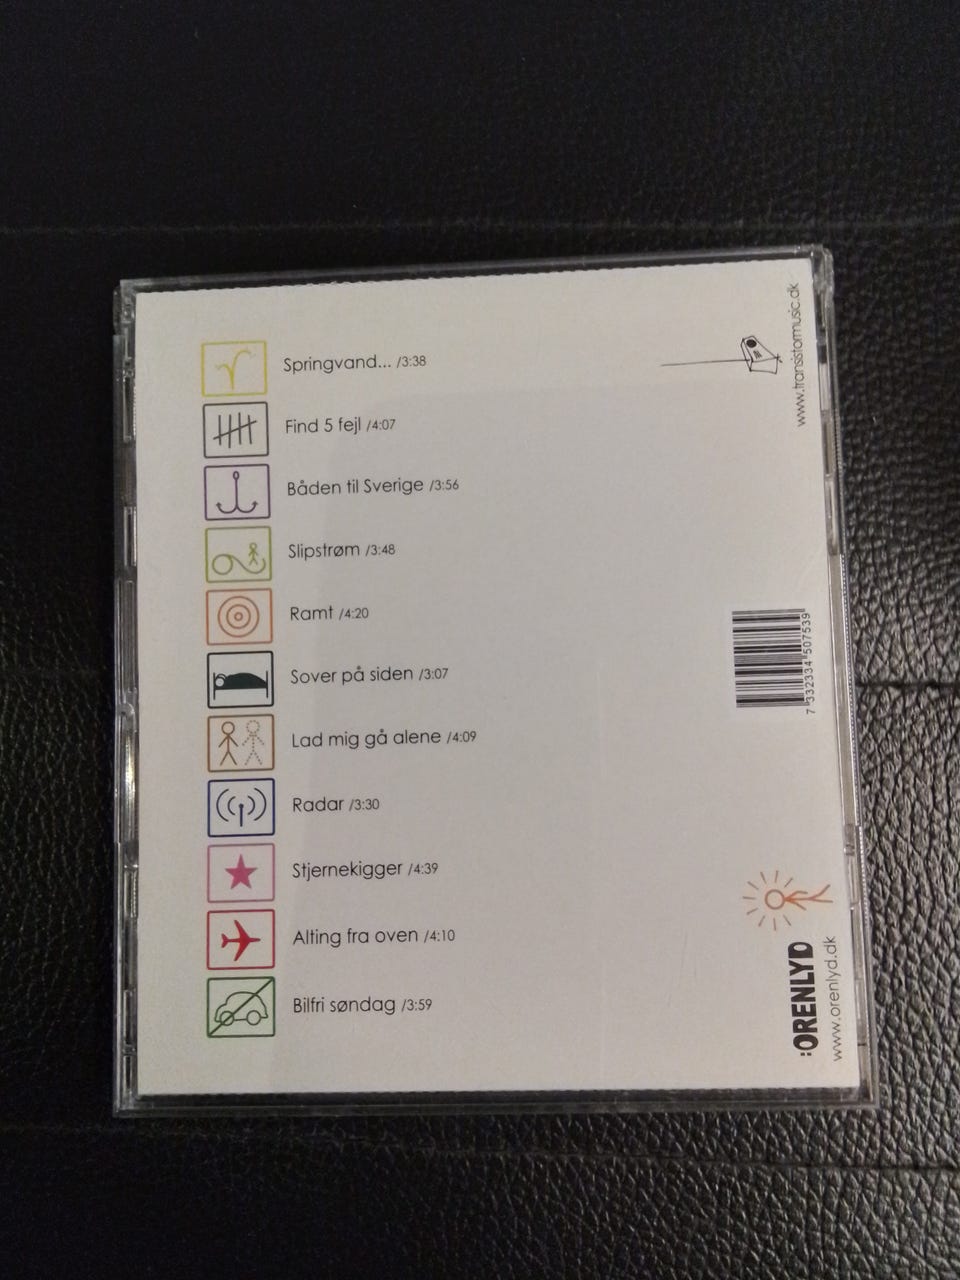 Springvand... /3:38
Find 5 fejl /4:07
Båden til Sverige /3:56
Slipstrøm /3:48
Ramt /4:20
Sover på siden /3:07
Lad mig gå alene /4:09
Radar /3:30
Stjernekigger /4:39
Alting fra oven /4:10
Bilfri søndag /3:59
www.transistormusic.dk
7 332334 507539
:ORENLYD
www.orenlyd.dk